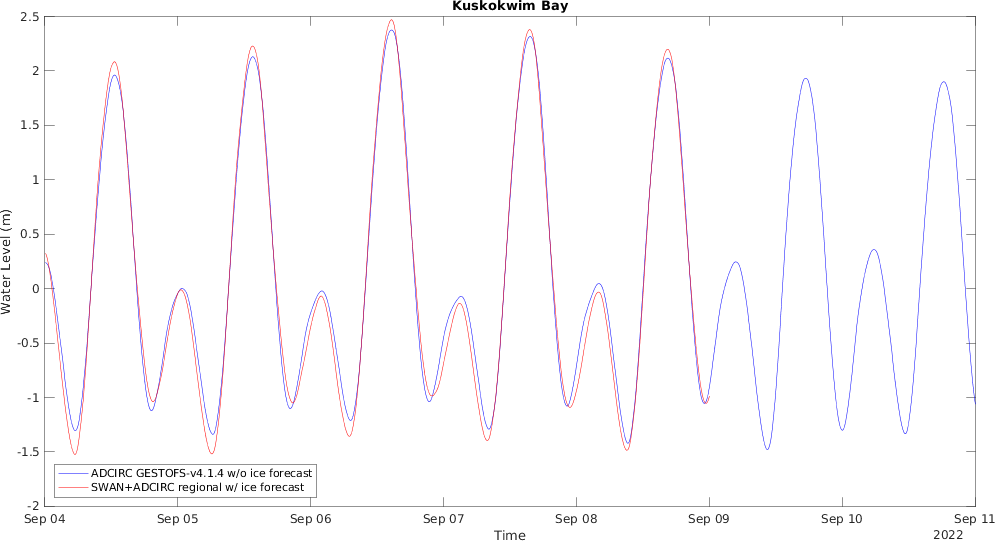 Kuskokwim Bay
2.5
2
1.5
1
0.5
0
-0.5
-1
-1.5
-2
Water Level (m)
ADCIRC GESTOFS-v4.1.4 w/o ice forecast
SWAN+ADCIRC regional w/ ice forecast
Sep 04 Sep 05 Sep 06 Sep 07 Sep 08 Sep 09 Sep 10 Sep 11
Time
2022